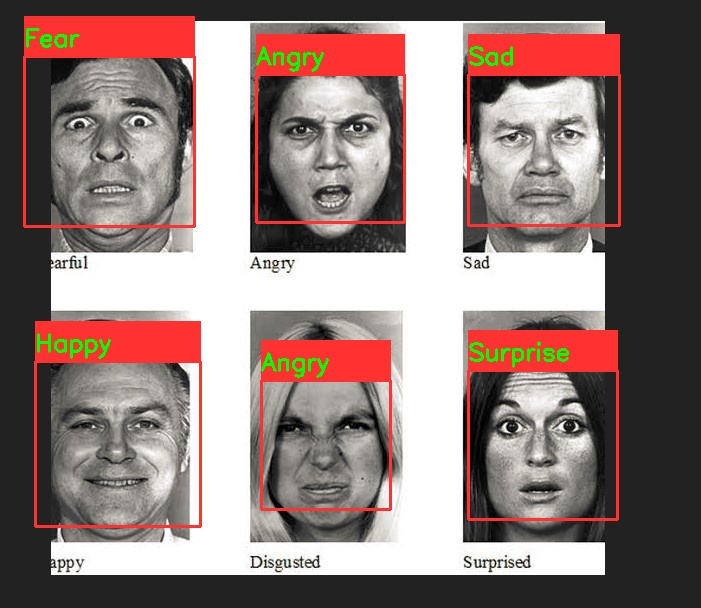 Fear
Angry
Sad
earful
Angry
Sad
Happy
Angry
Surprise
appy
Disgusted
Surprised